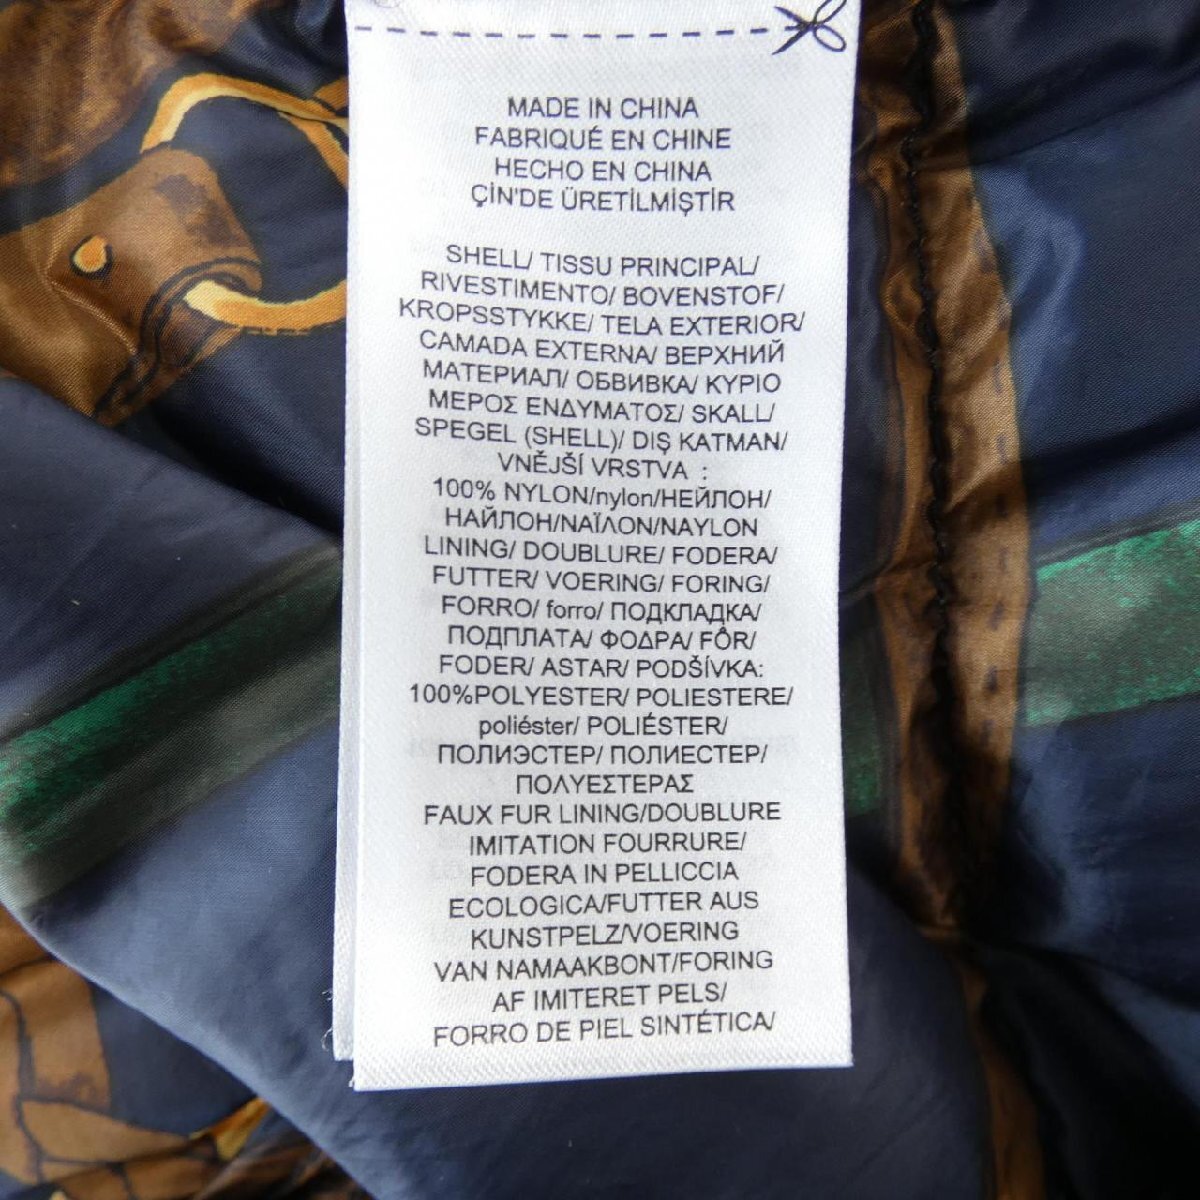 MADE IN CHINA
FABRIQUÉ EN CHINE
HECHO EN CHINA
ÇİN'DE ÜRETİLMİŞTİR
SHELL/ TISSU PRINCIPAL/
RIVESTIMENTO/ BOVENSTOF/
KROPSSTYKKE/ TELA EXTERIOR/
CAMADA EXTERNA/ ВЕРХНИЙ
МАТЕРИАЛ/ ОБВИВКА/ ΚΥΡΙΟ
ΜΕΡΟΣ ΕΝΔΥΜΑΤΟΣ/ SKALL/
SPEGEL (SHELL)/ DIŞ KATMAN/
VNĚJŠÍ VRSTVA :
100% NYLON/nylon/НЕЙЛОН/
НАЙЛОН/ΝΑΪΛΟΝ/NAYLON
LINING/ DOUBLURE/ FODERA/
FUTTER/ VOERING/ FORING/
FORRO/ forro/ ПОДКЛАДКА/
ПОДПЛАТА/ ΦΟΔΡΑ/ FÔR/
FODER/ ASTAR/ PODŠÍVKA:
100%POLYESTER/ POLIESTERE/
poliéster/ POLIÉSTER/
ПОЛИЭСТЕР/ ПОЛИЕСТЕР/
ΠΟΛΥΕΣΤΕΡΑΣ
FAUX FUR LINING/DOUBLURE
IMITATION FOURRURE/
FODERA IN PELLICCIA
ECOLOGICA/FUTTER AUS
KUNSTPELZ/VOERING
VAN NAMAAKBONT/FORING
AF IMITERET PELS/
FORRO DE PIEL SINTÉTICA/